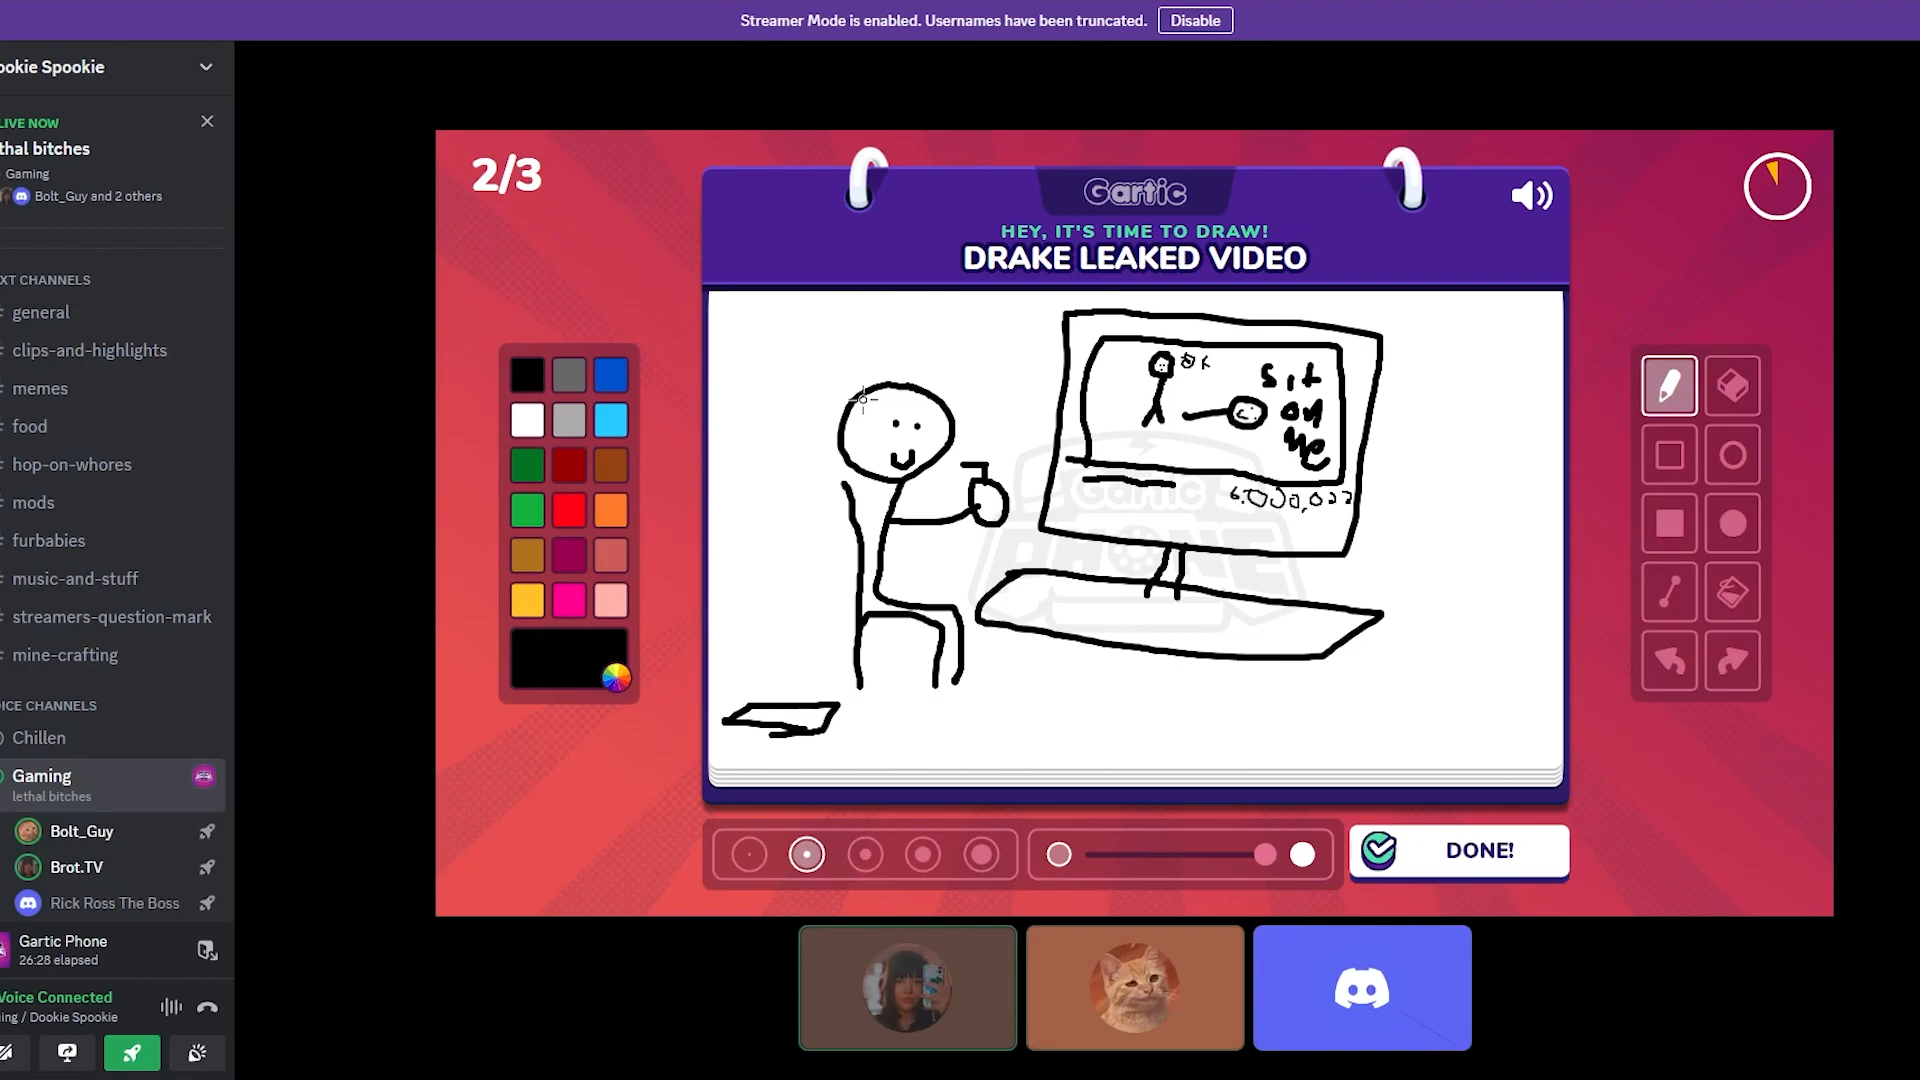 Streamer Mode is enabled. Usernames have been truncated. Disable
ookie Spookie
LIVE NOW
thal bitches
Gaming
Bolt_Guy and 2 others
XT CHANNELS
general
clips-and-highlights
memes
food
hop-on-whores
mods
furbabies
music-and-stuff
streamers-question-mark
mine-crafting
ICE CHANNELS
Chillen
Gaming
lethal bitches
Bolt_Guy
Brot.TV
Rick Ross The Boss
Gartic Phone
26:28 elapsed
Voice Connected
ing / Dookie Spookie
2/3
Gartic
HEY, IT'S TIME TO DRAW!
DRAKE LEAKED VIDEO
ok
sit
on
me
Gartic
PHONE
DONE!